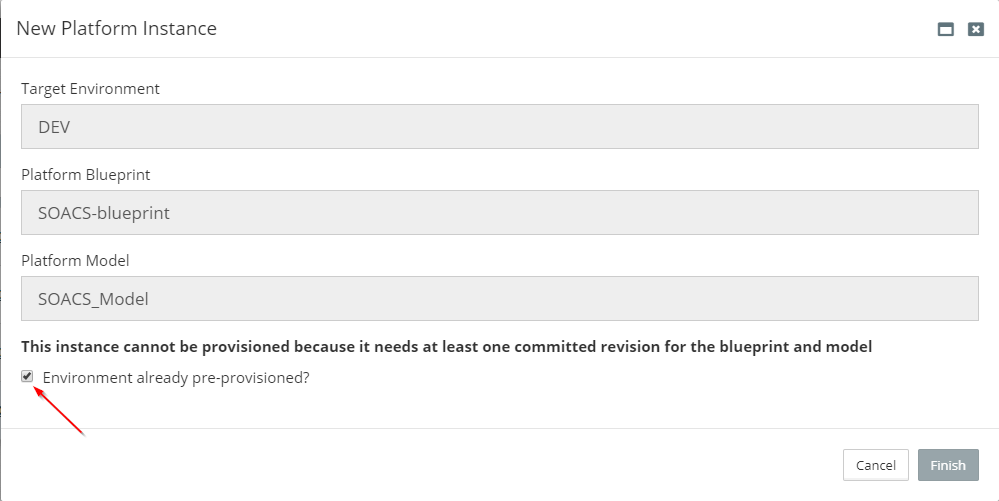 New Platform Instance
Target Environment
DEV
Platform Blueprint
SOACS-blueprint
Platform Model
SOACS_Model
This instance cannot be provisioned because it needs at least one committed revision for the blueprint and model
Environment already pre-provisioned?
Cancel
Finish